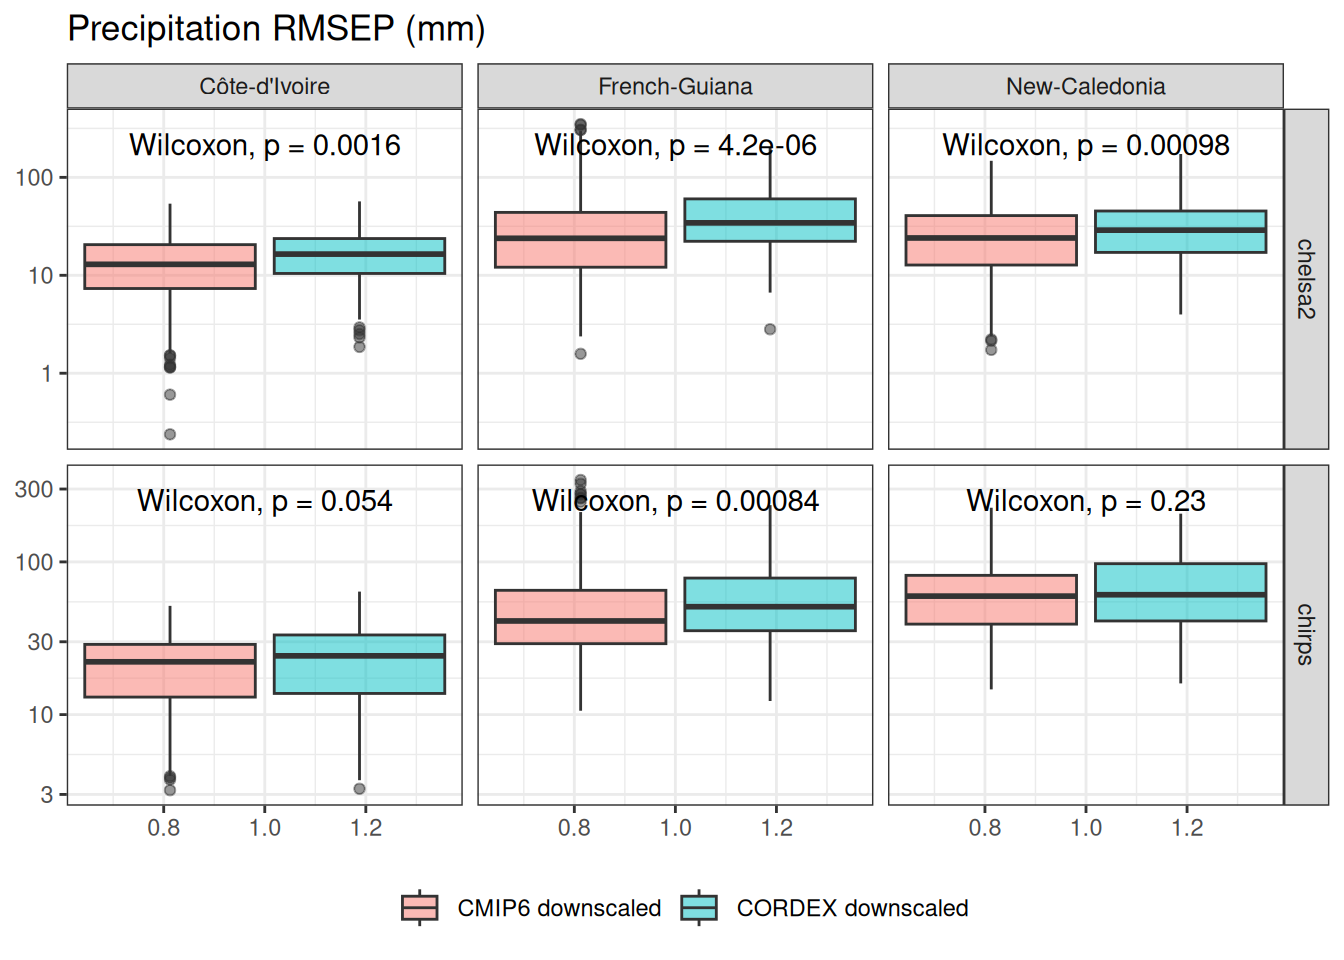 Precipitation RMSEP (mm)
Côte-d'Ivoire
French-Guiana
New-Caledonia
Wilcoxon, p = 0.0016
Wilcoxon, p = 4.2e-06
Wilcoxon, p = 0.00098
100
10
1
chelsa2
Wilcoxon, p = 0.054
Wilcoxon, p = 0.00084
Wilcoxon, p = 0.23
300
100
30
10
3
chirps
0.8 1.0 1.2
0.8 1.0 1.2
0.8 1.0 1.2
CMIP6 downscaled
CORDEX downscaled